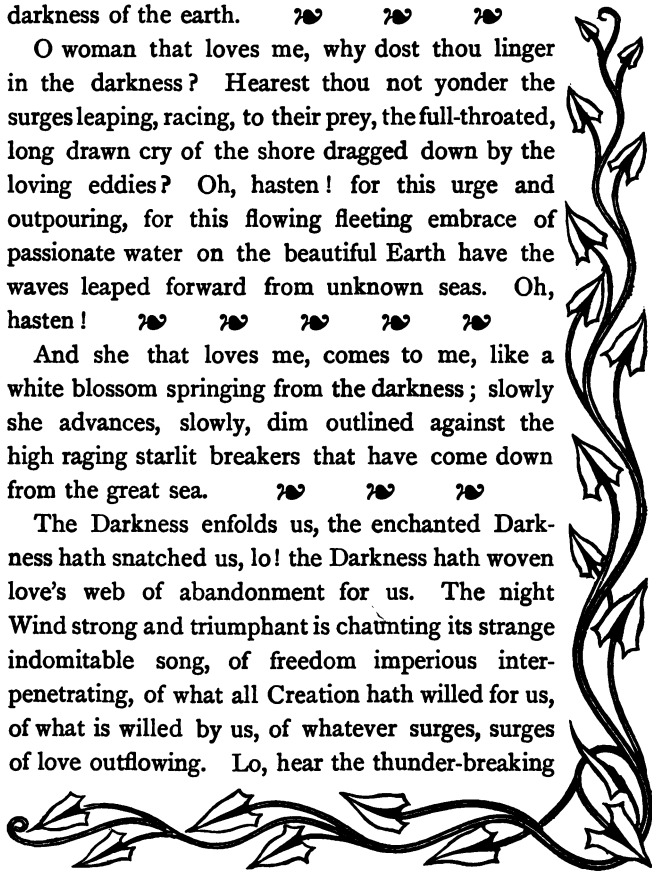 darkness of the earth.
O woman that loves me, why dost thou linger
in the darkness? Hearest thou not yonder the
surges leaping, racing, to their prey, the full-throated,
long drawn cry of the shore dragged down by the
loving eddies? Oh, hasten! for this urge and
outpouring, for this flowing fleeting embrace of
passionate water on the beautiful Earth have the
waves leaped forward from unknown seas. Oh,
hasten!
And she that loves me, comes to me, like a
white blossom springing from the darkness; slowly
she advances, slowly, dim outlined against the
high raging starlit breakers that have come down
from the great sea.
The Darkness enfolds us, the enchanted Dark-
ness hath snatched us, lo! the Darkness hath woven
love's web of abandonment for us. The night
Wind strong and triumphant is chaunting its strange
indomitable song, of freedom imperious inter-
penetrating, of what all Creation hath willed for us,
of what is willed by us, of whatever surges, surges
of love outflowing. Lo, hear the thunder-breaking